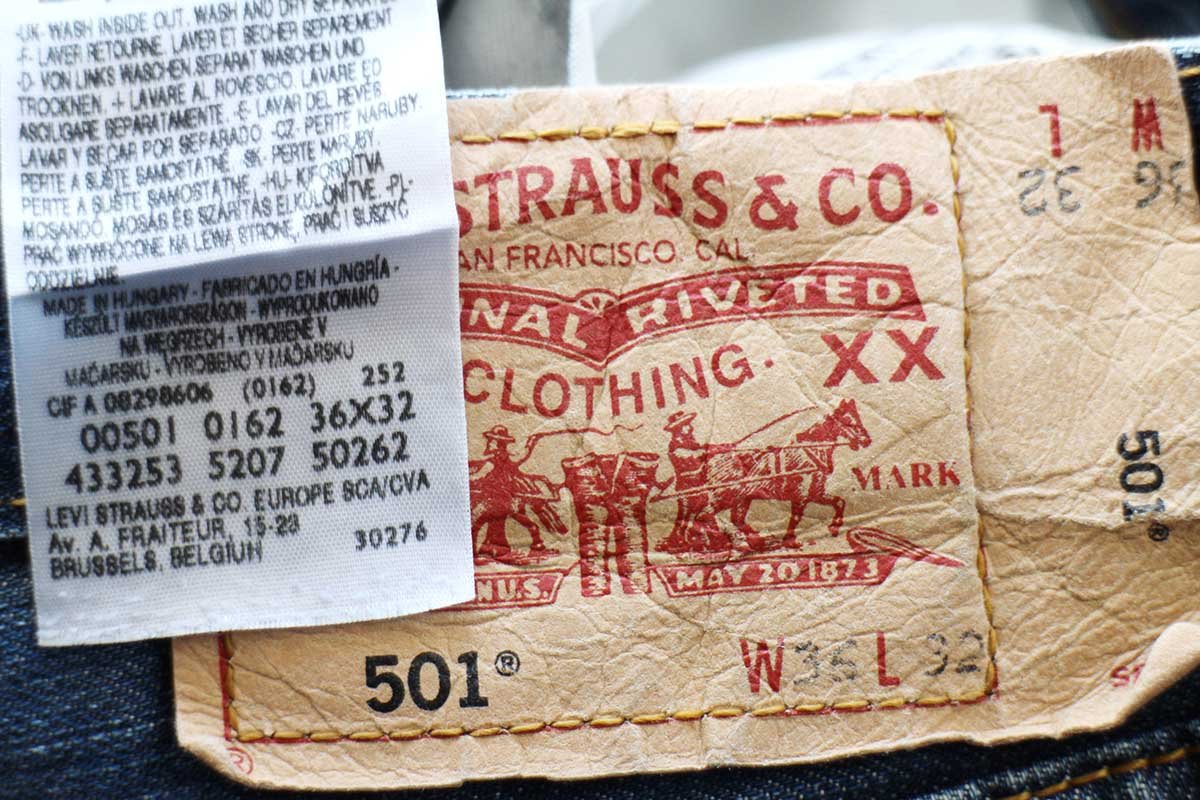 -UK- WASH INSIDE OUT. WASH AND DRY
-F- LAVER RETOURNE. LAVER ET SECHER SEPAREMENT
-D- VON LINKS WASCHEN. SEPARAT WASCHEN UND
TROCKNEN. -I- LAVARE AL ROVESCIO. LAVARE ED
ASCIUGARE SEPARATAMENTE. -E- LAVAR DEL REVES
LAVAR Y SECAR POR SEPARADO -CZ- PERTE NARUBY.
PERTE A SUŠTE SAMOSTATNĚ. -SK- PERTE NARUBY.
PERTE A SUŠTE SAMOSTATNE. -HU- KIFORDÍTVA
MOSANDÓ. MOSÁS ÉS SZÁRÍTÁS ELKÜLÖNÍTVE. -PL-
PRAĆ WYWRÓCONE NA LEWĄ STRONĘ, PRAĆ I SUSZYĆ
ODDZIELNIE.
MADE IN HUNGARY - FABRICADO EN HUNGRÍA -
KÉSZÜLT MAGYARORSZÁGON - WYPRODUKOWANO
NA WĘGRZECH - VYROBENÉ V
MAĎARSKU - VYROBENO V MAĎARSKU
CIF A 08298606 (0162) 252
00501 0162 36X32
433253 5207 50262
LEVI STRAUSS & CO. EUROPE SCA/CVA
Av. A. FRAITEUR, 15-23
BRUSSELS, BELGIUM 30276
STRAUSS & CO.
AN FRANCISCO. CAL.
NAL RIVETED
CLOTHING. XX
MARK
N U.S. MAY 20 1873
501® W36 L 32
®
L W
32 36
501®